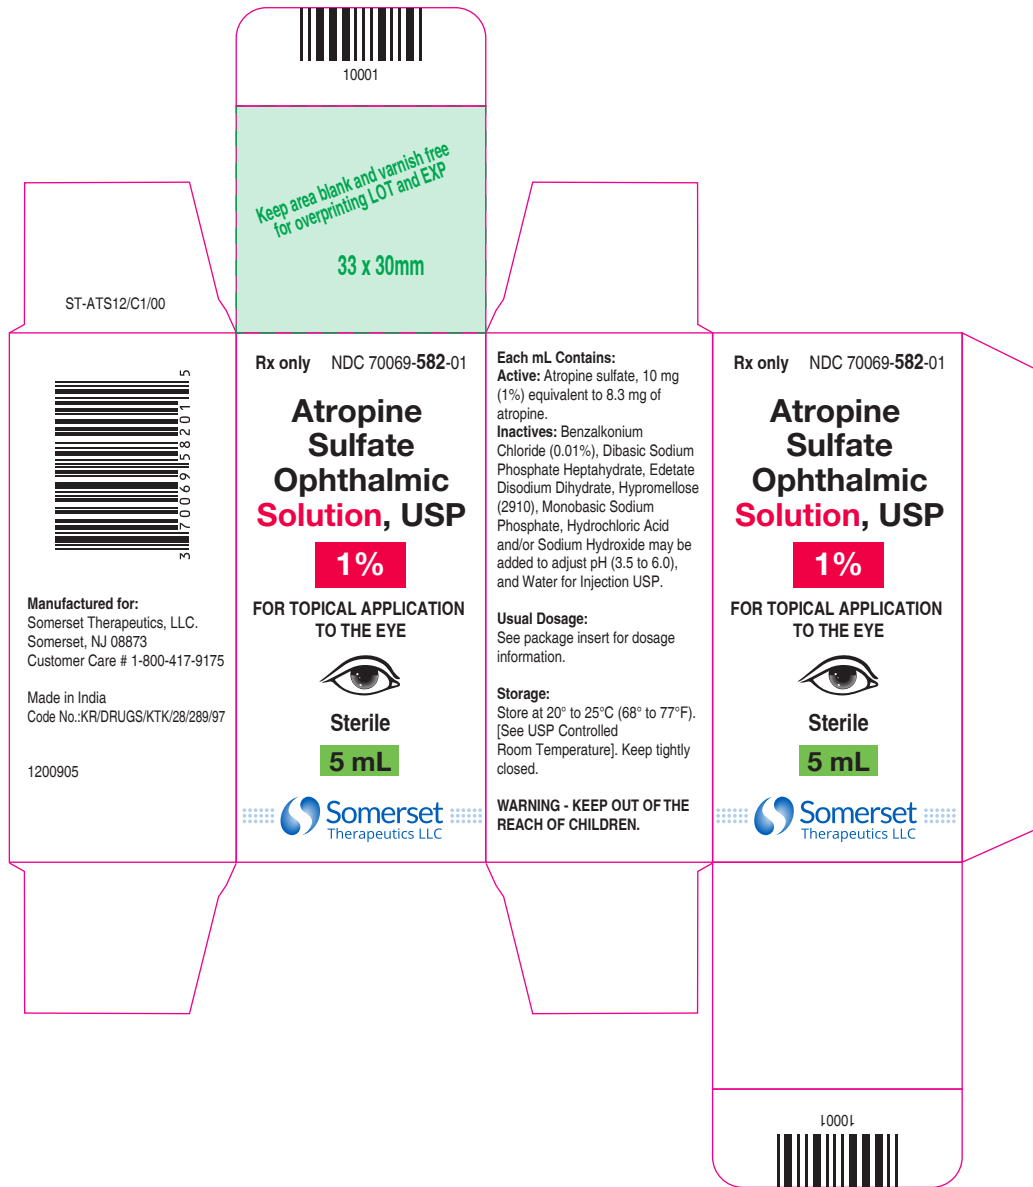 10001
Keep area blank and varnish free
for overprinting LOT and EXP
33 x 30mm
ST-ATS12/C1/00
3 70069 58201 5
Manufactured for:
Somerset Therapeutics, LLC.
Somerset, NJ 08873
Customer Care # 1-800-417-9175
Made in India
Code No.:KR/DRUGS/KTK/28/289/97
1200905
Rx only NDC 70069-582-01
Atropine
Sulfate
Ophthalmic
Solution, USP
1%
FOR TOPICAL APPLICATION
TO THE EYE
Sterile
5 mL
Somerset
Therapeutics LLC
Each mL Contains:
Active: Atropine sulfate, 10 mg
(1%) equivalent to 8.3 mg of
atropine.
Inactives: Benzalkonium
Chloride (0.01%), Dibasic Sodium
Phosphate Heptahydrate, Edetate
Disodium Dihydrate, Hypromellose
(2910), Monobasic Sodium
Phosphate, Hydrochloric Acid
and/or Sodium Hydroxide may be
added to adjust pH (3.5 to 6.0),
and Water for Injection USP.
Usual Dosage:
See package insert for dosage
information.
Storage:
Store at 20° to 25°C (68° to 77°F).
[See USP Controlled
Room Temperature]. Keep tightly
closed.
WARNING - KEEP OUT OF THE
REACH OF CHILDREN.
Rx only NDC 70069-582-01
Atropine
Sulfate
Ophthalmic
Solution, USP
1%
FOR TOPICAL APPLICATION
TO THE EYE
Sterile
5 mL
Somerset
Therapeutics LLC
10001